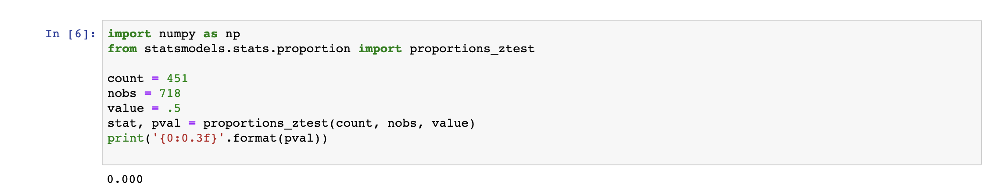 In [6]:
import numpy as np
from statsmodels.stats.proportion import proportions_ztest
count = 451
nobs = 718
value = .5
stat, pval = proportions_ztest(count, nobs, value)
print('{0:0.3f}'.format(pval))
0.000